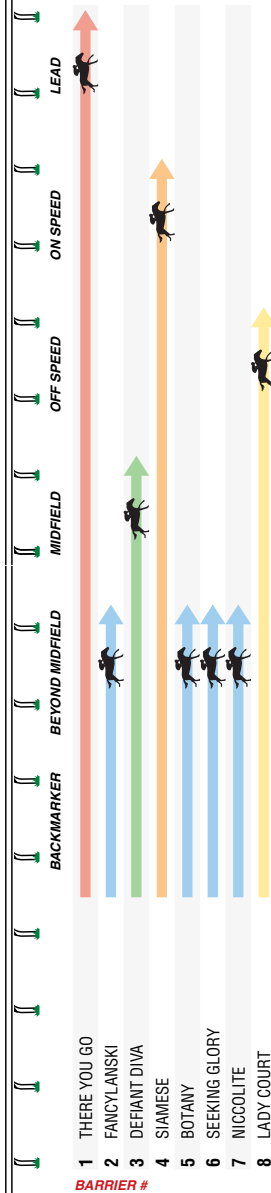 BARRIER #
1 THERE YOU GO
2 FANCYLANSKI
3 DEFIANT DIVA
4 SIAMESE
5 BOTANY
6 SEEKING GLORY
7 NICCOLITE
8 LADY COURT
BACKMARKER
BEYOND MIDFIELD
MIDFIELD
OFF SPEED
ON SPEED
LEAD